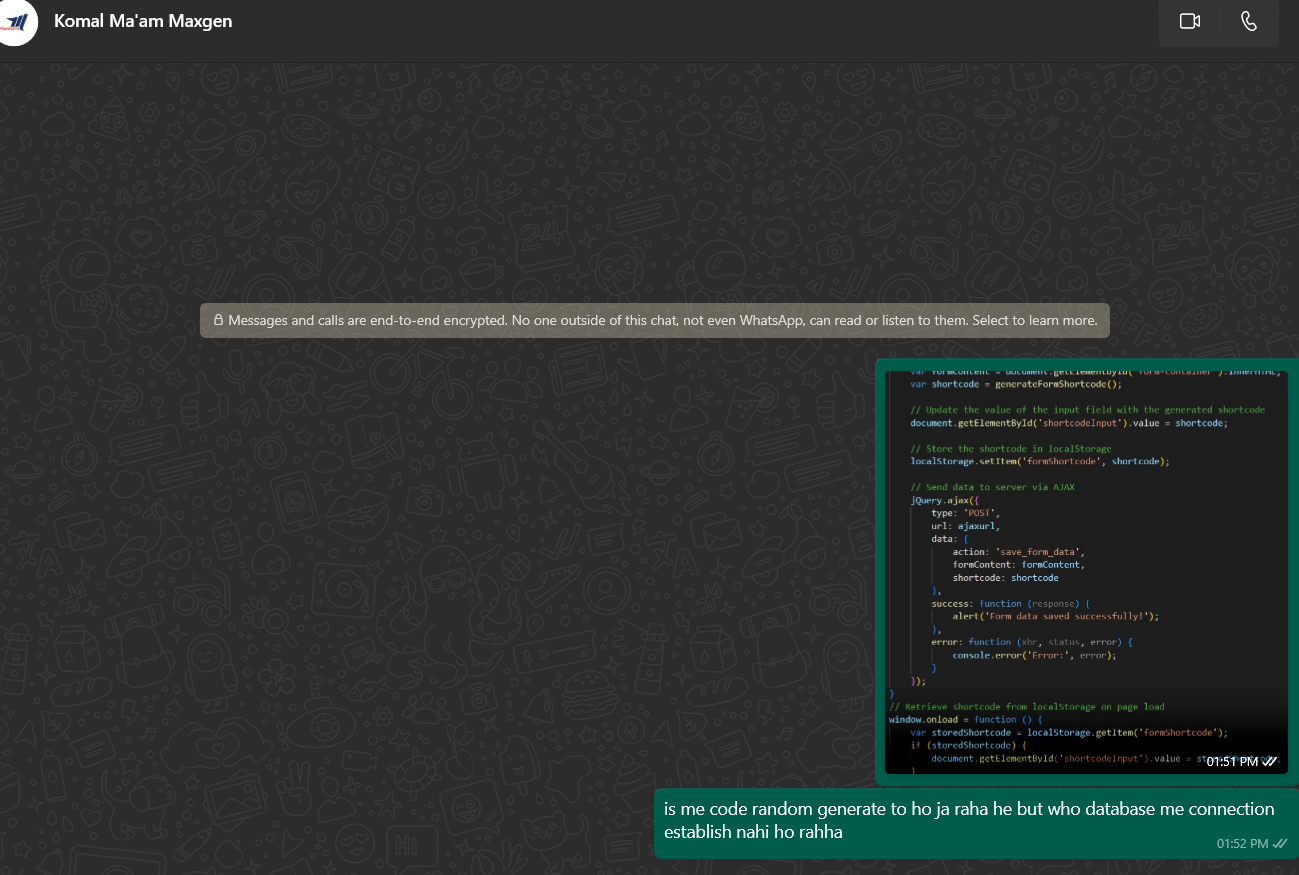 Komal Ma'am Maxgen
Messages and calls are end-to-end encrypted. No one outside of this chat, not even WhatsApp, can read or listen to them. Select to learn more.
var formContent = document.getElementById('form-container').innerHTML;
var shortcode = generateFormShortcode();
// Update the value of the input field with the generated shortcode
document.getElementById('shortcodeInput').value = shortcode;
// Store the shortcode in localStorage
localStorage.setItem('formShortcode', shortcode);
// Send data to server via AJAX
jQuery.ajax({
type: 'POST',
url: ajaxurl,
data: {
action: 'save_form_data',
formContent: formContent,
shortcode: shortcode
},
success: function (response) {
alert('Form data saved successfully!');
},
error: function (xhr, status, error) {
console.error('Error:', error);
}
});
}
// Retrieve shortcode from localStorage on page load
window.onload = function () {
var storedShortcode = localStorage.getItem('formShortcode');
if (storedShortcode) {
document.getElementById('shortcodeInput').value =
}
01:51 PM
is me code random generate to ho ja raha he but who database me connection
establish nahi ho rahha
01:52 PM